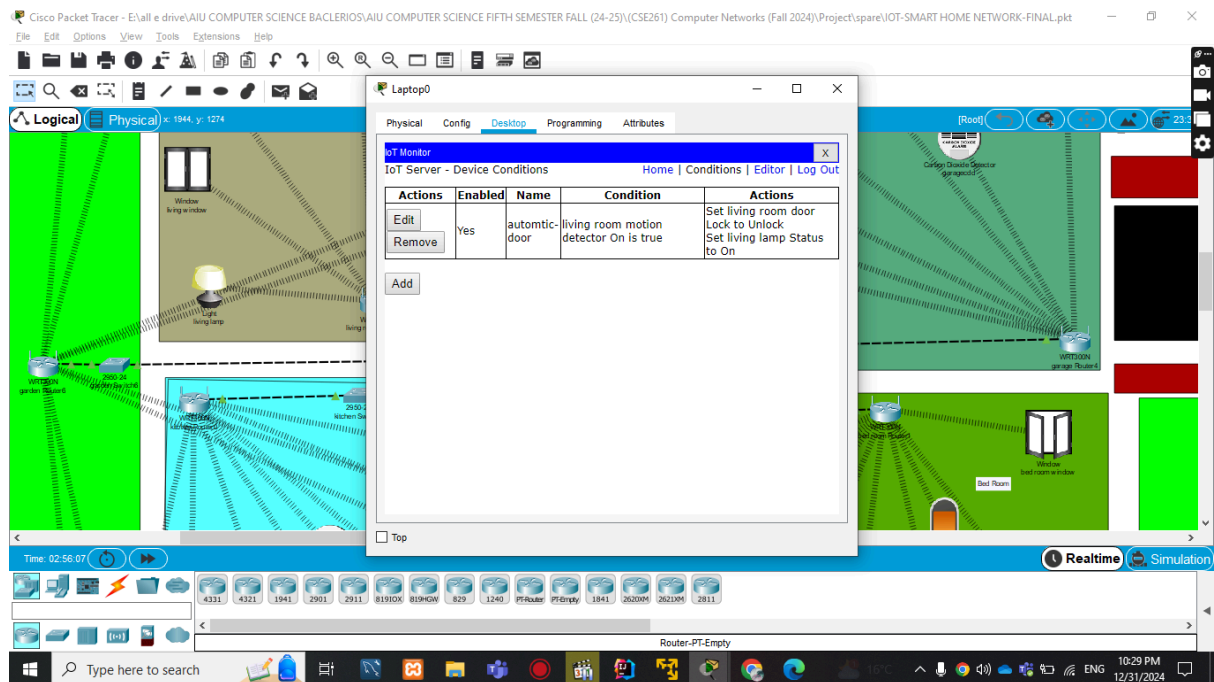 Cisco Packet Tracer - E:\all e drive\AIU COMPUTER SCIENCE BACLERIOS\AIU COMPUTER SCIENCE FIFTH SEMESTER FALL (24-25)\(CSE261) Computer Networks (Fall 2024)\Project\spare\IOT-SMART HOME NETWORK-FINAL.pkt
File Edit Options View Tools Extensions Help
Logical Physical x: 1944, y: 1274
[Root]
Laptop0
Physical Config Desktop Programming Attributes
IoT Monitor X
IoT Server - Device Conditions Home | Conditions | Editor | Log Out
Actions Enabled Name Condition Actions
Edit
Remove
Yes
automtic-
door
living room motion
detector On is true
Set living room door
Lock to Unlock
Set living lamp Status
to On
Add
Top
Window
living window
Light
living lamp
WRT300N
garden Router6
2950-24
garden Switch6
Carbon Dioxide Detector
WRT300N
garage Router4
Window
bed room window
Bed Room
Time: 02:56:07
Realtime Simulation
4331 4321 1941 2901 2911 819IOX 819HGW 829 1240 PT-Router PT-Empty 1841 2620XM 2621XM 2811
Router-PT-Empty
Type here to search
16°C
ENG
10:29 PM
12/31/2024